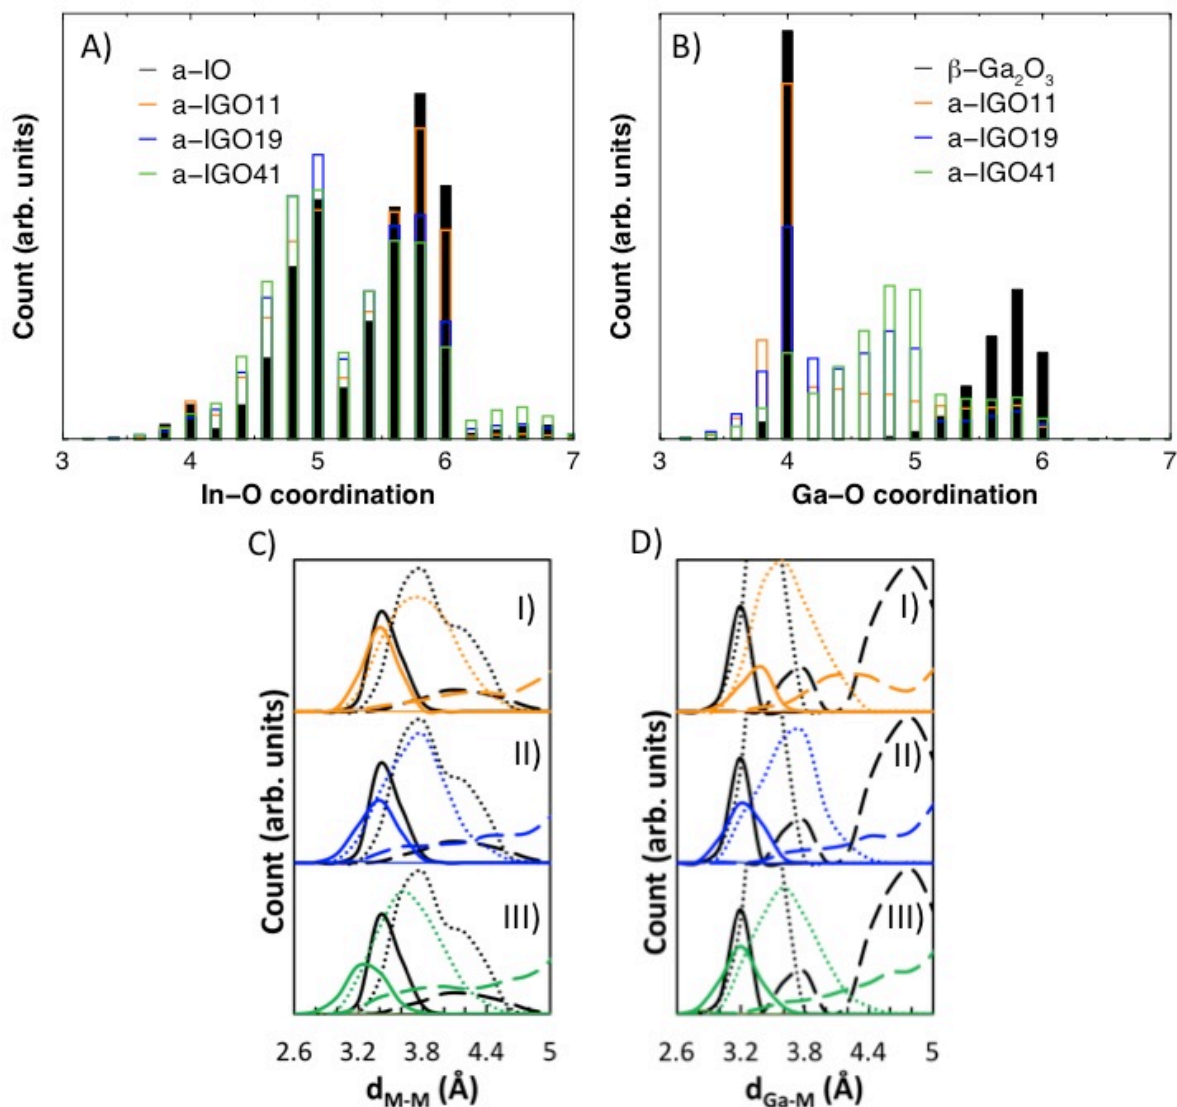 A)
a–IO
a–IGO11
a–IGO19
a–IGO41
Count (arb. units)
3 4 5 6 7
In–O coordination
B)
β–Ga₂O₃
a–IGO11
a–IGO19
a–IGO41
Count (arb. units)
3 4 5 6 7
Ga–O coordination
C)
I)
II)
III)
Count (arb. units)
2.6 3.2 3.8 4.4 5
d_M-M (Å)
D)
I)
II)
III)
Count (arb. units)
2.6 3.2 3.8 4.4 5
d_Ga-M (Å)